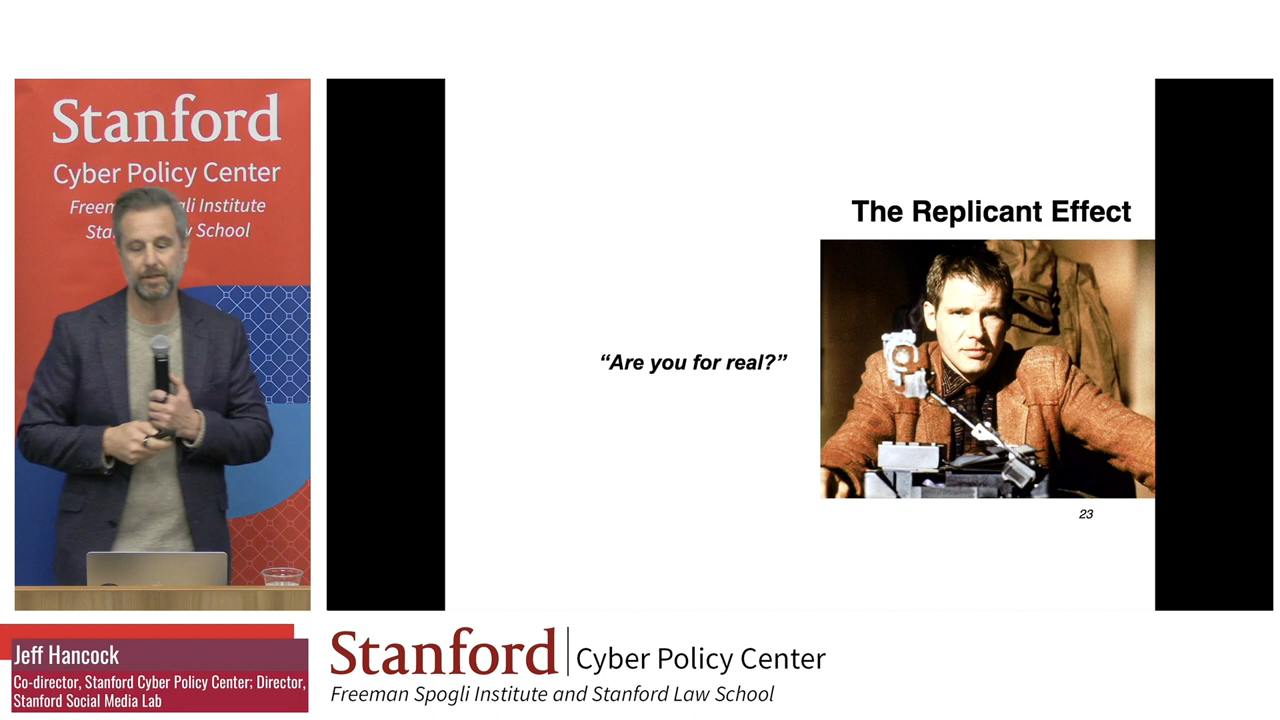 Stanford
Cyber Policy Center
Freeman Spogli Institute
Stanford Law School
The Replicant Effect
“Are you for real?”
23
Jeff Hancock
Co-director, Stanford Cyber Policy Center; Director,
Stanford Social Media Lab
Stanford | Cyber Policy Center
Freeman Spogli Institute and Stanford Law School